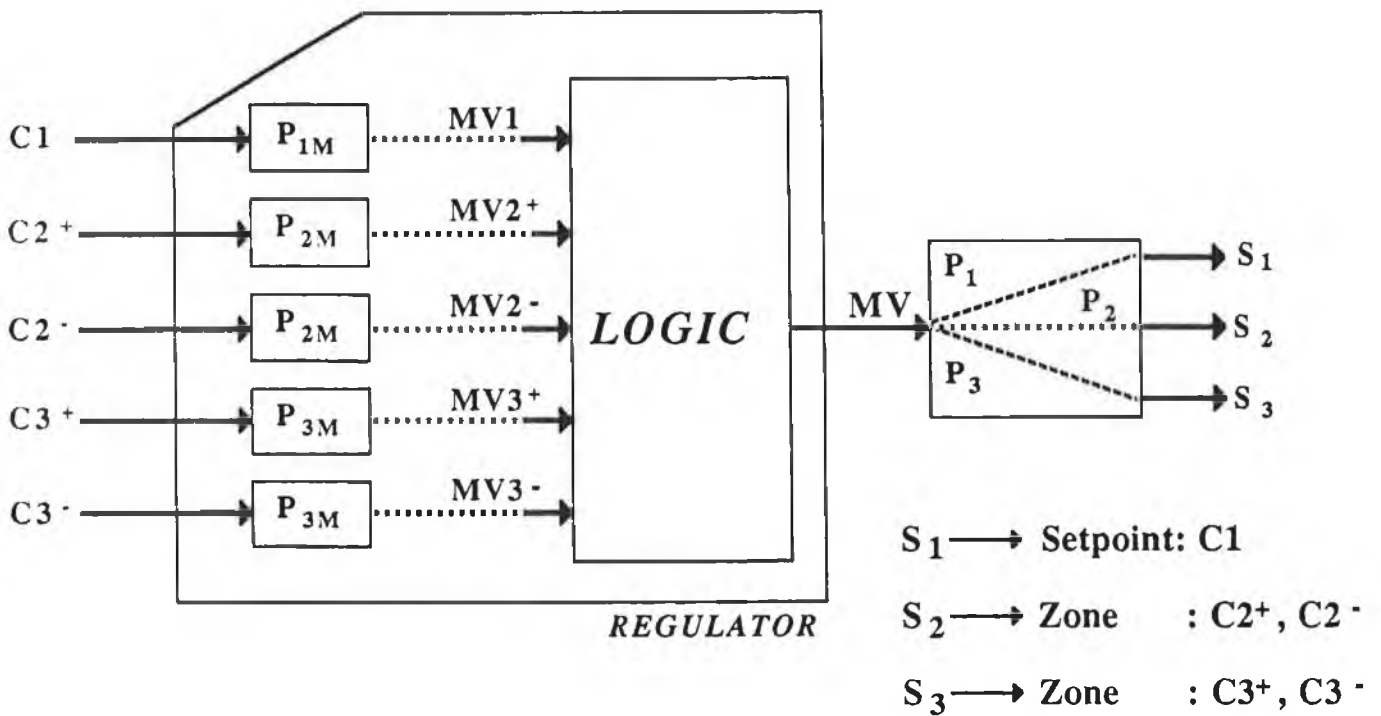 C1
P1M
MV1
C2+
P2M
MV2+
C2-
P2M
MV2-
C3+
P3M
MV3+
C3-
P3M
MV3-
LOGIC
REGULATOR
MV
P1
P2
P3
S1
S2
S3
S1 → Setpoint: C1
S2 → Zone : C2+, C2-
S3 → Zone : C3+, C3-